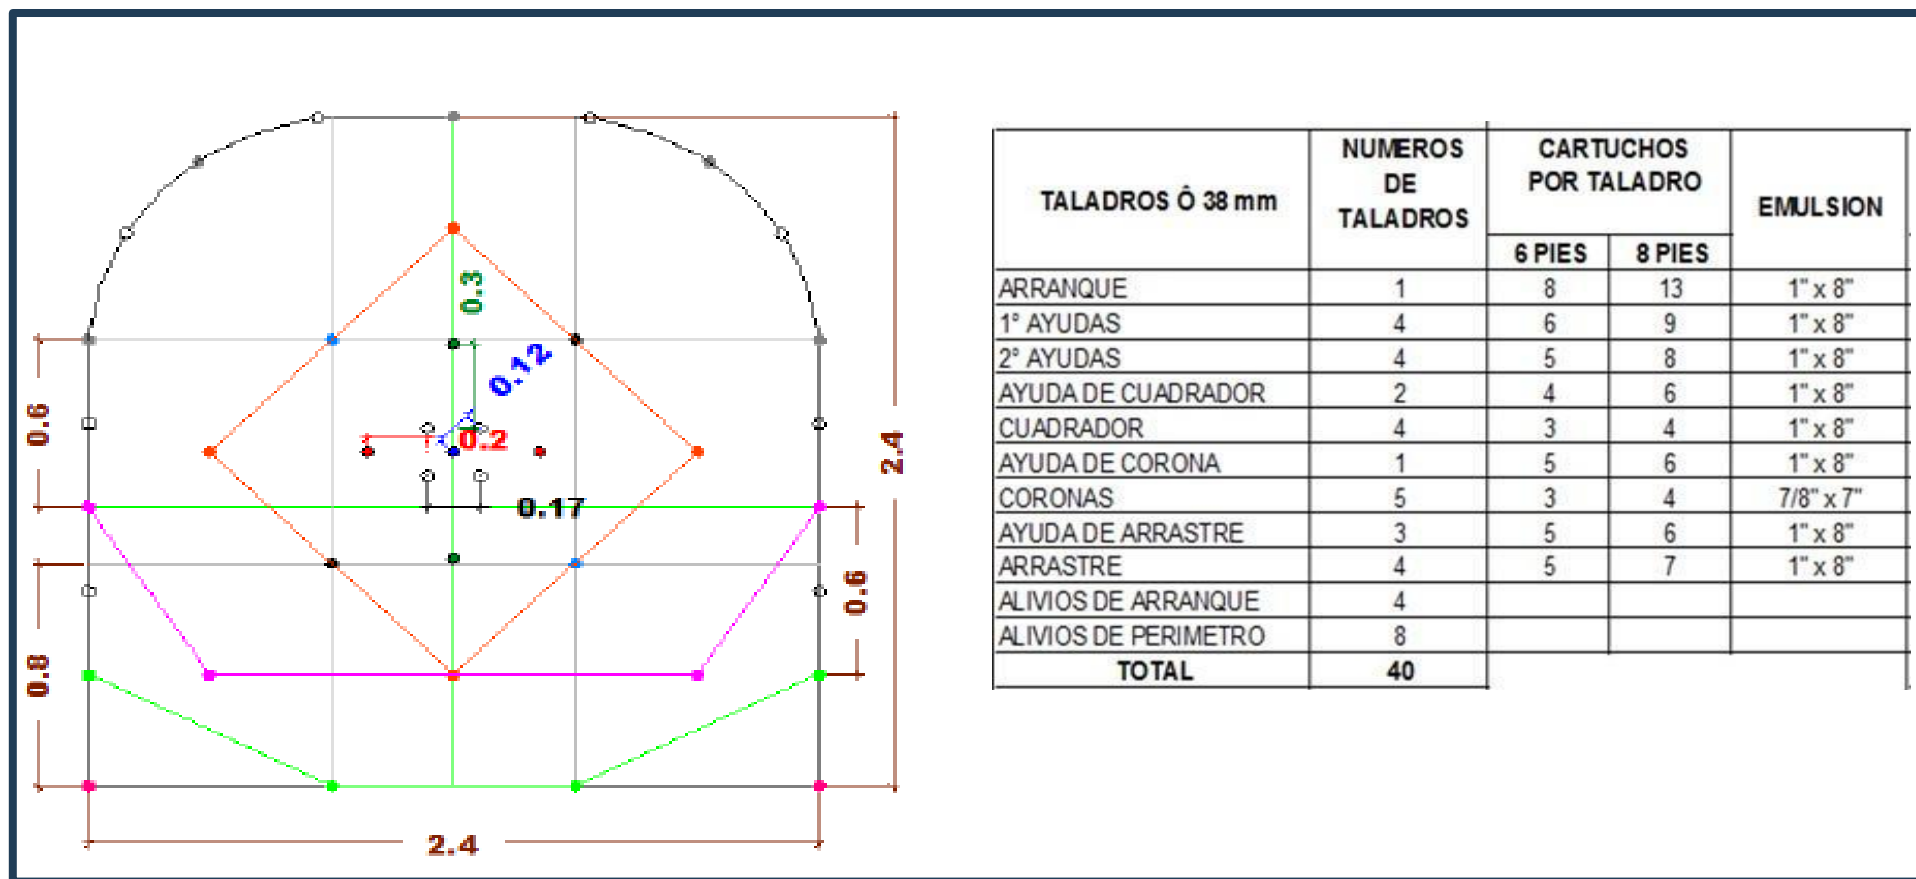 0.3
0.12
0.6
0.2
2.4
0.17
0.6
0.8
2.4
TALADROS Ô 38 mm
NUMEROS
DE
TALADROS
CARTUCHOS
POR TALADRO
EMULSION
6 PIES 8 PIES
ARRANQUE 1 8 13 1" x 8"
1° AYUDAS 4 6 9 1" x 8"
2° AYUDAS 4 5 8 1" x 8"
AYUDA DE CUADRADOR 2 4 6 1" x 8"
CUADRADOR 4 3 4 1" x 8"
AYUDA DE CORONA 1 5 6 1" x 8"
CORONAS 5 3 4 7/8" x 7"
AYUDA DE ARRASTRE 3 5 6 1" x 8"
ARRASTRE 4 5 7 1" x 8"
ALIVIOS DE ARRANQUE 4
ALIVIOS DE PERIMETRO 8
TOTAL 40